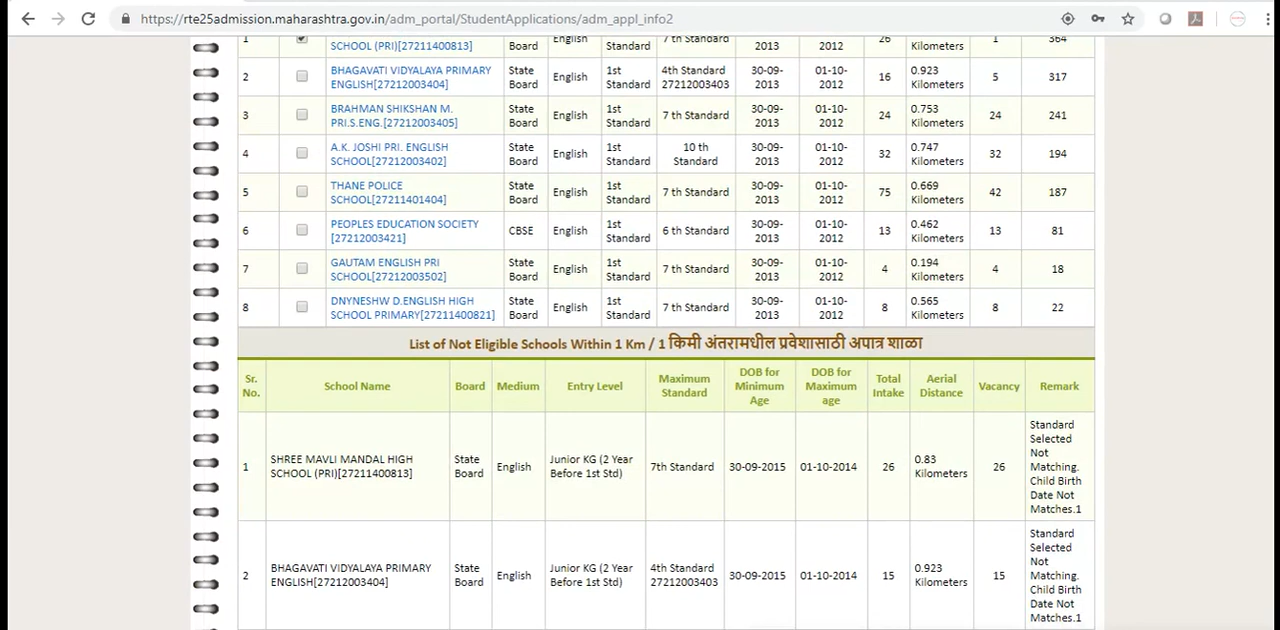 https://rte25admission.maharashtra.gov.in/adm_portal/StudentApplications/adm_appl_info2
1 SCHOOL (PRI)[27211400813] Board English Standard 7 th Standard 2013 2012 26 Kilometers 1 364
2 BHAGAVATI VIDYALAYA PRIMARY State 1st 4th Standard 30-09- 01-10- 16 0.923 5 317
ENGLISH[27212003404] Board English Standard 27212003403 2013 2012 Kilometers
3 BRAHMAN SHIKSHAN M. State English 1st 7 th Standard 30-09- 01-10- 24 0.753 24 241
PRI.S.ENG.[27212003405] Board Standard 2013 2012 Kilometers
4 A.K. JOSHI PRI. ENGLISH State English 1st 10 th 30-09- 01-10- 32 0.747 32 194
SCHOOL[27212003402] Board Standard Standard 2013 2012 Kilometers
5 THANE POLICE State English 1st 7 th Standard 30-09- 01-10- 75 0.669 42 187
SCHOOL[27211401404] Board Standard 2013 2012 Kilometers
6 PEOPLES EDUCATION SOCIETY CBSE English 1st 6 th Standard 30-09- 01-10- 13 0.462 13 81
[27212003421] Standard 2013 2012 Kilometers
7 GAUTAM ENGLISH PRI State English 1st 7 th Standard 30-09- 01-10- 4 0.194 4 18
SCHOOL[27212003502] Board Standard 2013 2012 Kilometers
8 DNYNESHW D.ENGLISH HIGH State English 1st 7 th Standard 30-09- 01-10- 8 0.565 8 22
SCHOOL PRIMARY[27211400821] Board Standard 2013 2012 Kilometers
List of Not Eligible Schools Within 1 Km / 1 किमी अंतरामधील प्रवेशासाठी अपात्र शाळा
Sr. No. School Name Board Medium Entry Level Maximum Standard DOB for Minimum Age DOB for Maximum age Total Intake Aerial Distance Vacancy Remark
1 SHREE MAVLI MANDAL HIGH State English Junior KG (2 Year 7th Standard 30-09-2015 01-10-2014 26 0.83 26
SCHOOL (PRI)[27211400813] Board Before 1st Std) Kilometers
Standard
Selected
Not
Matching.
Child Birth
Date Not
Matches.1
2 BHAGAVATI VIDYALAYA PRIMARY State English Junior KG (2 Year 4th Standard 30-09-2015 01-10-2014 15 0.923 15
ENGLISH[27212003404] Board Before 1st Std) 27212003403 Kilometers
Standard
Selected
Not
Matching.
Child Birth
Date Not
Matches.1